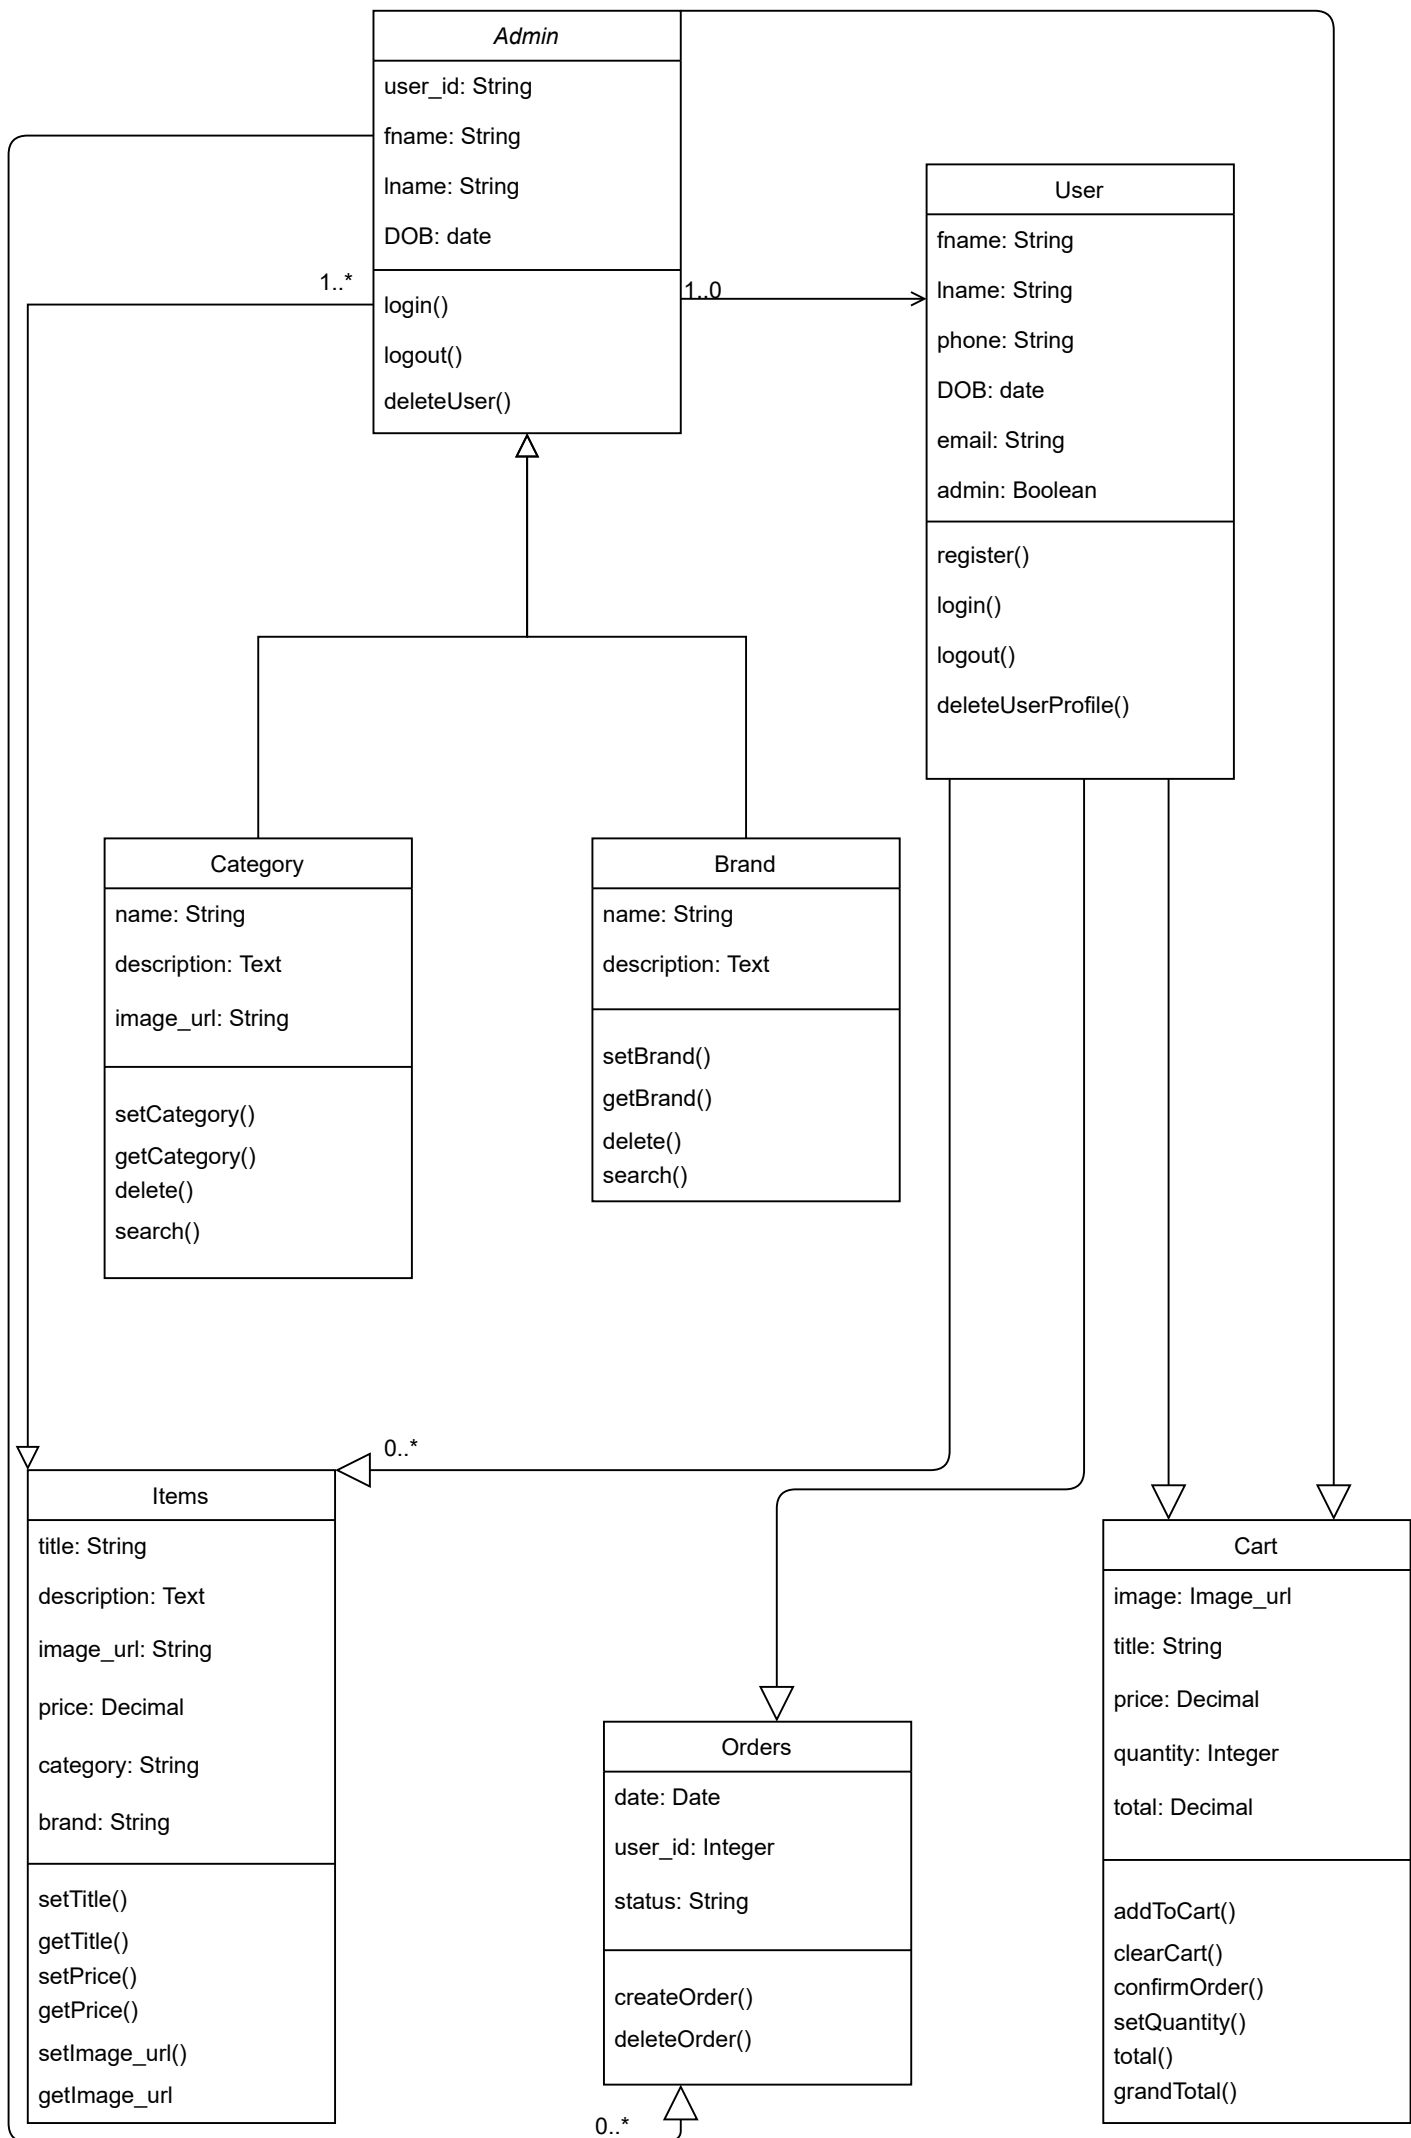 Admin
user_id: String
fname: String
lname: String
DOB: date
login()
logout()
deleteUser()
1..*
1..0
User
fname: String
lname: String
phone: String
DOB: date
email: String
admin: Boolean
register()
login()
logout()
deleteUserProfile()
Category
name: String
description: Text
image_url: String
setCategory()
getCategory()
delete()
search()
Brand
name: String
description: Text
setBrand()
getBrand()
delete()
search()
0..*
Items
title: String
description: Text
image_url: String
price: Decimal
category: String
brand: String
setTitle()
getTitle()
setPrice()
getPrice()
setImage_url()
getImage_url
Orders
date: Date
user_id: Integer
status: String
createOrder()
deleteOrder()
0..*
Cart
image: Image_url
title: String
price: Decimal
quantity: Integer
total: Decimal
addToCart()
clearCart()
confirmOrder()
setQuantity()
total()
grandTotal()